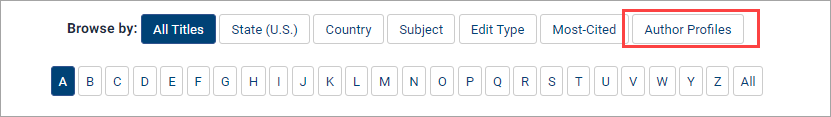 Browse by: All Titles State (U.S.) Country Subject Edit Type Most-Cited Author Profiles
A B C D E F G H I J K L M N O P Q R S T U V W Y Z All